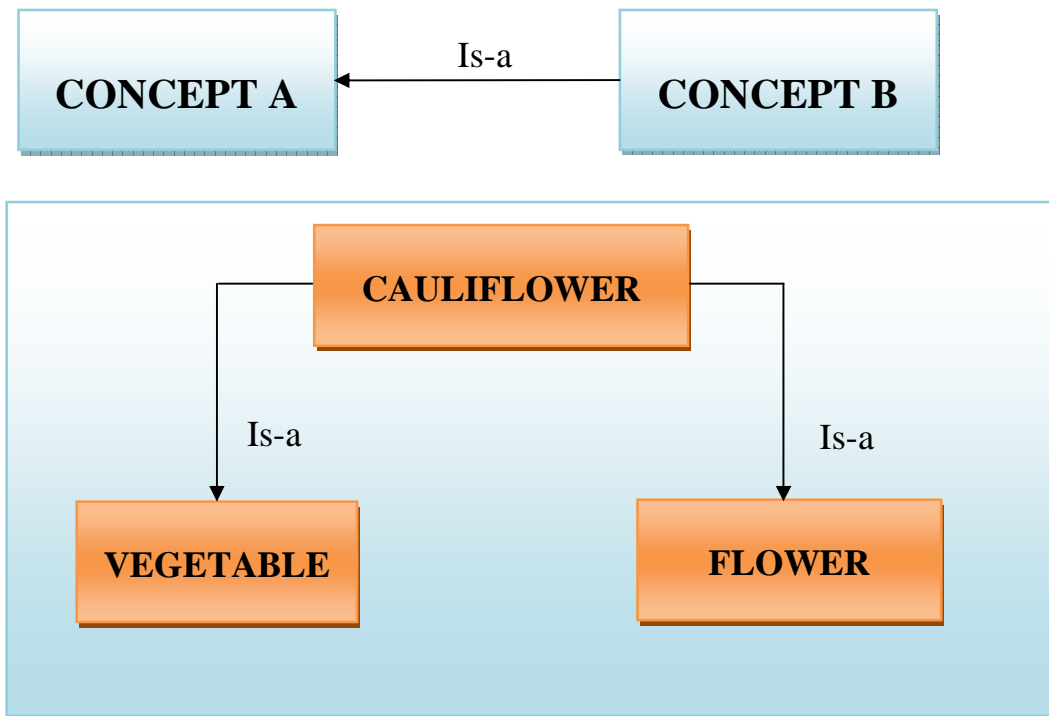 Is-a
CONCEPT A
CONCEPT B
CAULIFLOWER
Is-a
Is-a
VEGETABLE
FLOWER